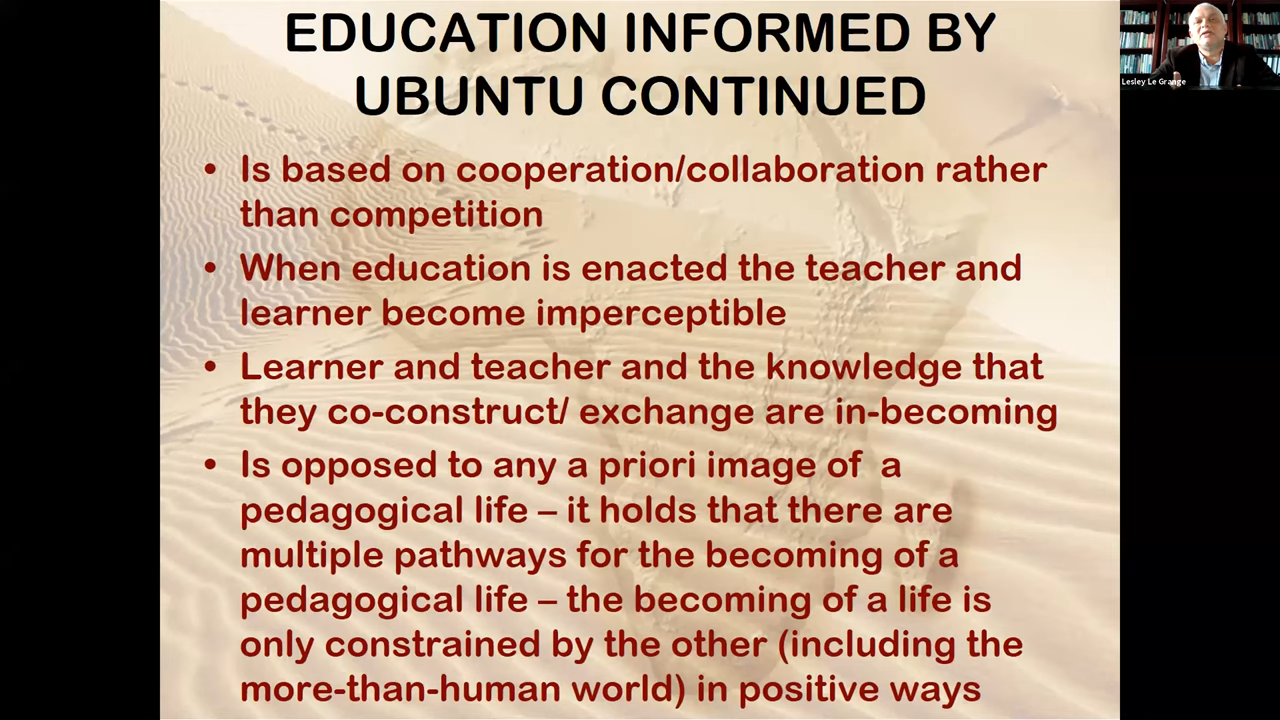 EDUCATION INFORMED BY
UBUNTU CONTINUED
Lesley Le Grange
• Is based on cooperation/collaboration rather
than competition
• When education is enacted the teacher and
learner become imperceptible
• Learner and teacher and the knowledge that
they co-construct/ exchange are in-becoming
• Is opposed to any a priori image of  a
pedagogical life – it holds that there are
multiple pathways for the becoming of a
pedagogical life – the becoming of a life is
only constrained by the other (including the
more-than-human world) in positive ways